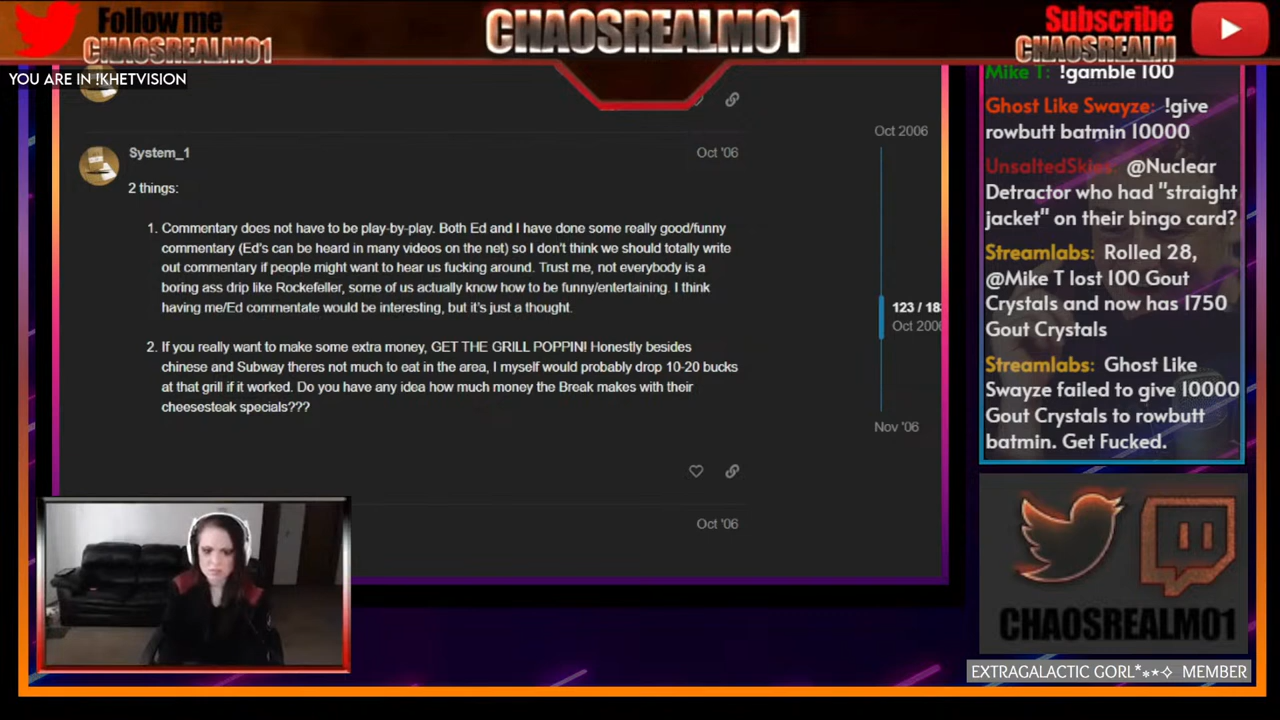 Follow me
CHAOSREALM01
CHAOSREALM01
Subscribe
CHAOSREALM
YOU ARE IN !KHETVISION
System_1
Oct '06
2 things:
1. Commentary does not have to be play-by-play. Both Ed and I have done some really good/funny
commentary (Ed's can be heard in many videos on the net) so I don't think we should totally write
out commentary if people might want to hear us fucking around. Trust me, not everybody is a
boring ass drip like Rockefeller, some of us actually know how to be funny/entertaining. I think
having me/Ed commentate would be interesting, but it's just a thought.
2. If you really want to make some extra money, GET THE GRILL POPPIN! Honestly besides
chinese and Subway theres not much to eat in the area, I myself would probably drop 10-20 bucks
at that grill if it worked. Do you have any idea how much money the Break makes with their
cheesesteak specials???
Oct '06
Oct 2006
123 / 18
Oct 2006
Nov '06
Mike T: !gamble 100
Ghost Like Swayze: !give
rowbutt batmin 10000
UnsaltedSkies: @Nuclear
Detractor who had "straight
jacket" on their bingo card?
Streamlabs: Rolled 28,
@Mike T lost 100 Gout
Crystals and now has 1750
Gout Crystals
Streamlabs: Ghost Like
Swayze failed to give 10000
Gout Crystals to rowbutt
batmin. Get Fucked.
CHAOSREALM01
EXTRAGALACTIC GORL*⁎⋆✧ MEMBER